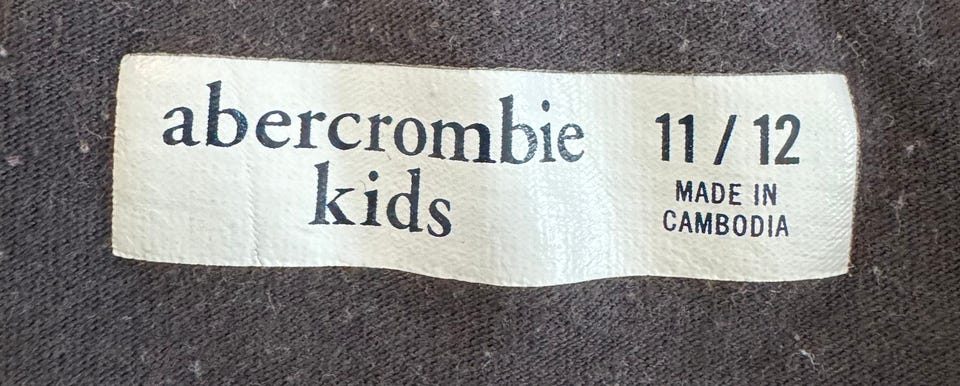 abercrombie
kids
11 / 12
MADE IN
CAMBODIA